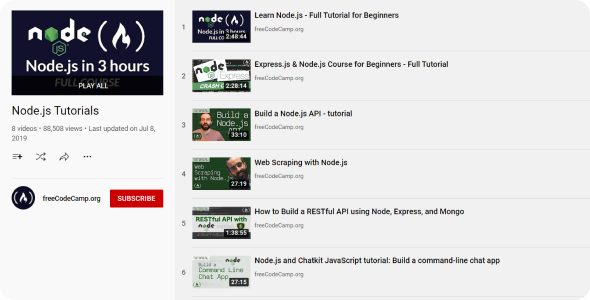 node
JS
Node.js in 3 hours
FULL COURSE
PLAY ALL
Node.js Tutorials
8 videos • 88,508 views • Last updated on Jul 8,
2019
freeCodeCamp.org
SUBSCRIBE
1
node
Node.js in 3 hours
2:48:44
Learn Node.js - Full Tutorial for Beginners
freeCodeCamp.org
2
node
Express
CRASH
2:28:14
Express.js & Node.js Course for Beginners - Full Tutorial
freeCodeCamp.org
3
Build a
Node.js
API
33:10
Build a Node.js API - tutorial
freeCodeCamp.org
4
Web
Scraping
with Node.js
27:19
Web Scraping with Node.js
freeCodeCamp.org
5
RESTful API with
node
1:38:55
How to Build a RESTful API using Node, Express, and Mongo
freeCodeCamp.org
6
node
Build a
Command Line
Chat App
27:15
Node.js and Chatkit JavaScript tutorial: Build a command-line chat app
freeCodeCamp.org